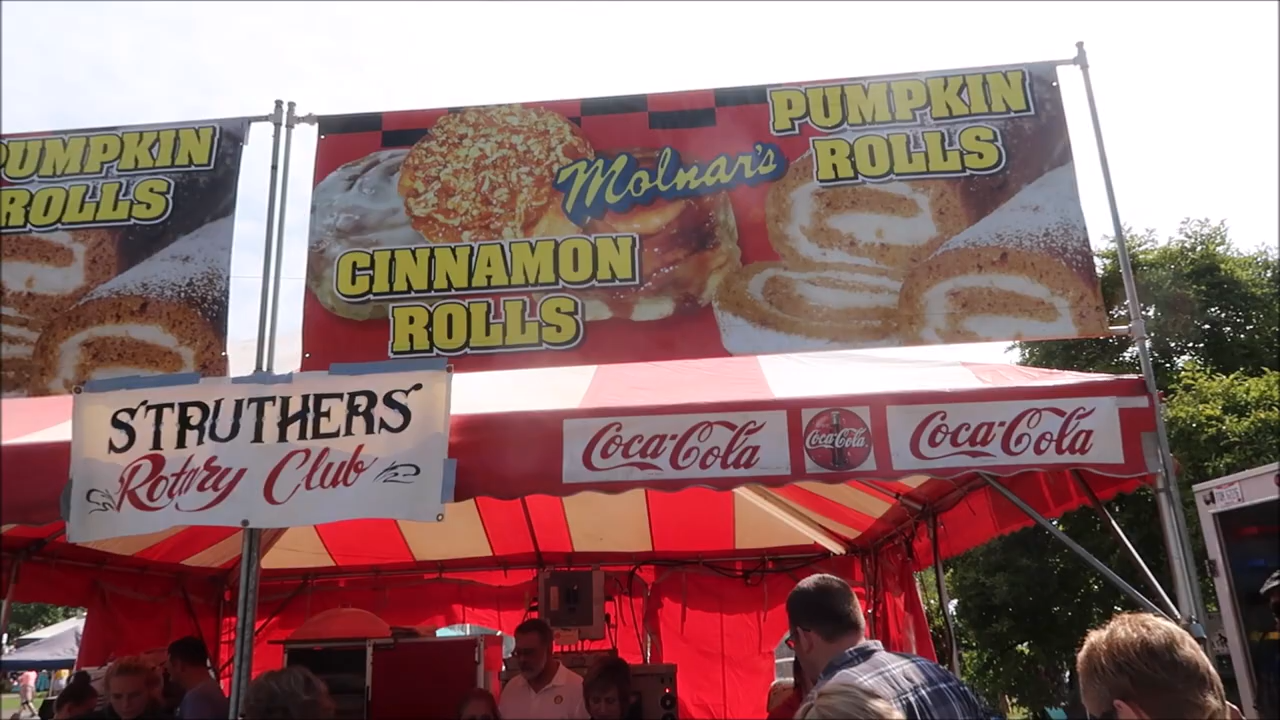 PUMPKIN
ROLLS
Molnar's
CINNAMON
ROLLS
PUMPKIN
ROLLS
STRUTHERS
Rotary Club
Coca-Cola
Coca-Cola
Coca-Cola